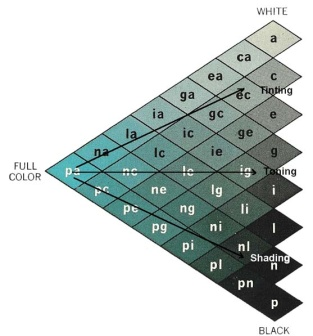 WHITE
a
ca
ea
c
ga
ec
Tinting
ia
gc
e
la
ic
ge
na
lc
ie
g
FULL
COLOR
pa
nc
le
ig
Toning
pc
ne
lg
i
pe
ng
li
pg
ni
l
pi
nl
Shading
pl
n
pn
p
BLACK